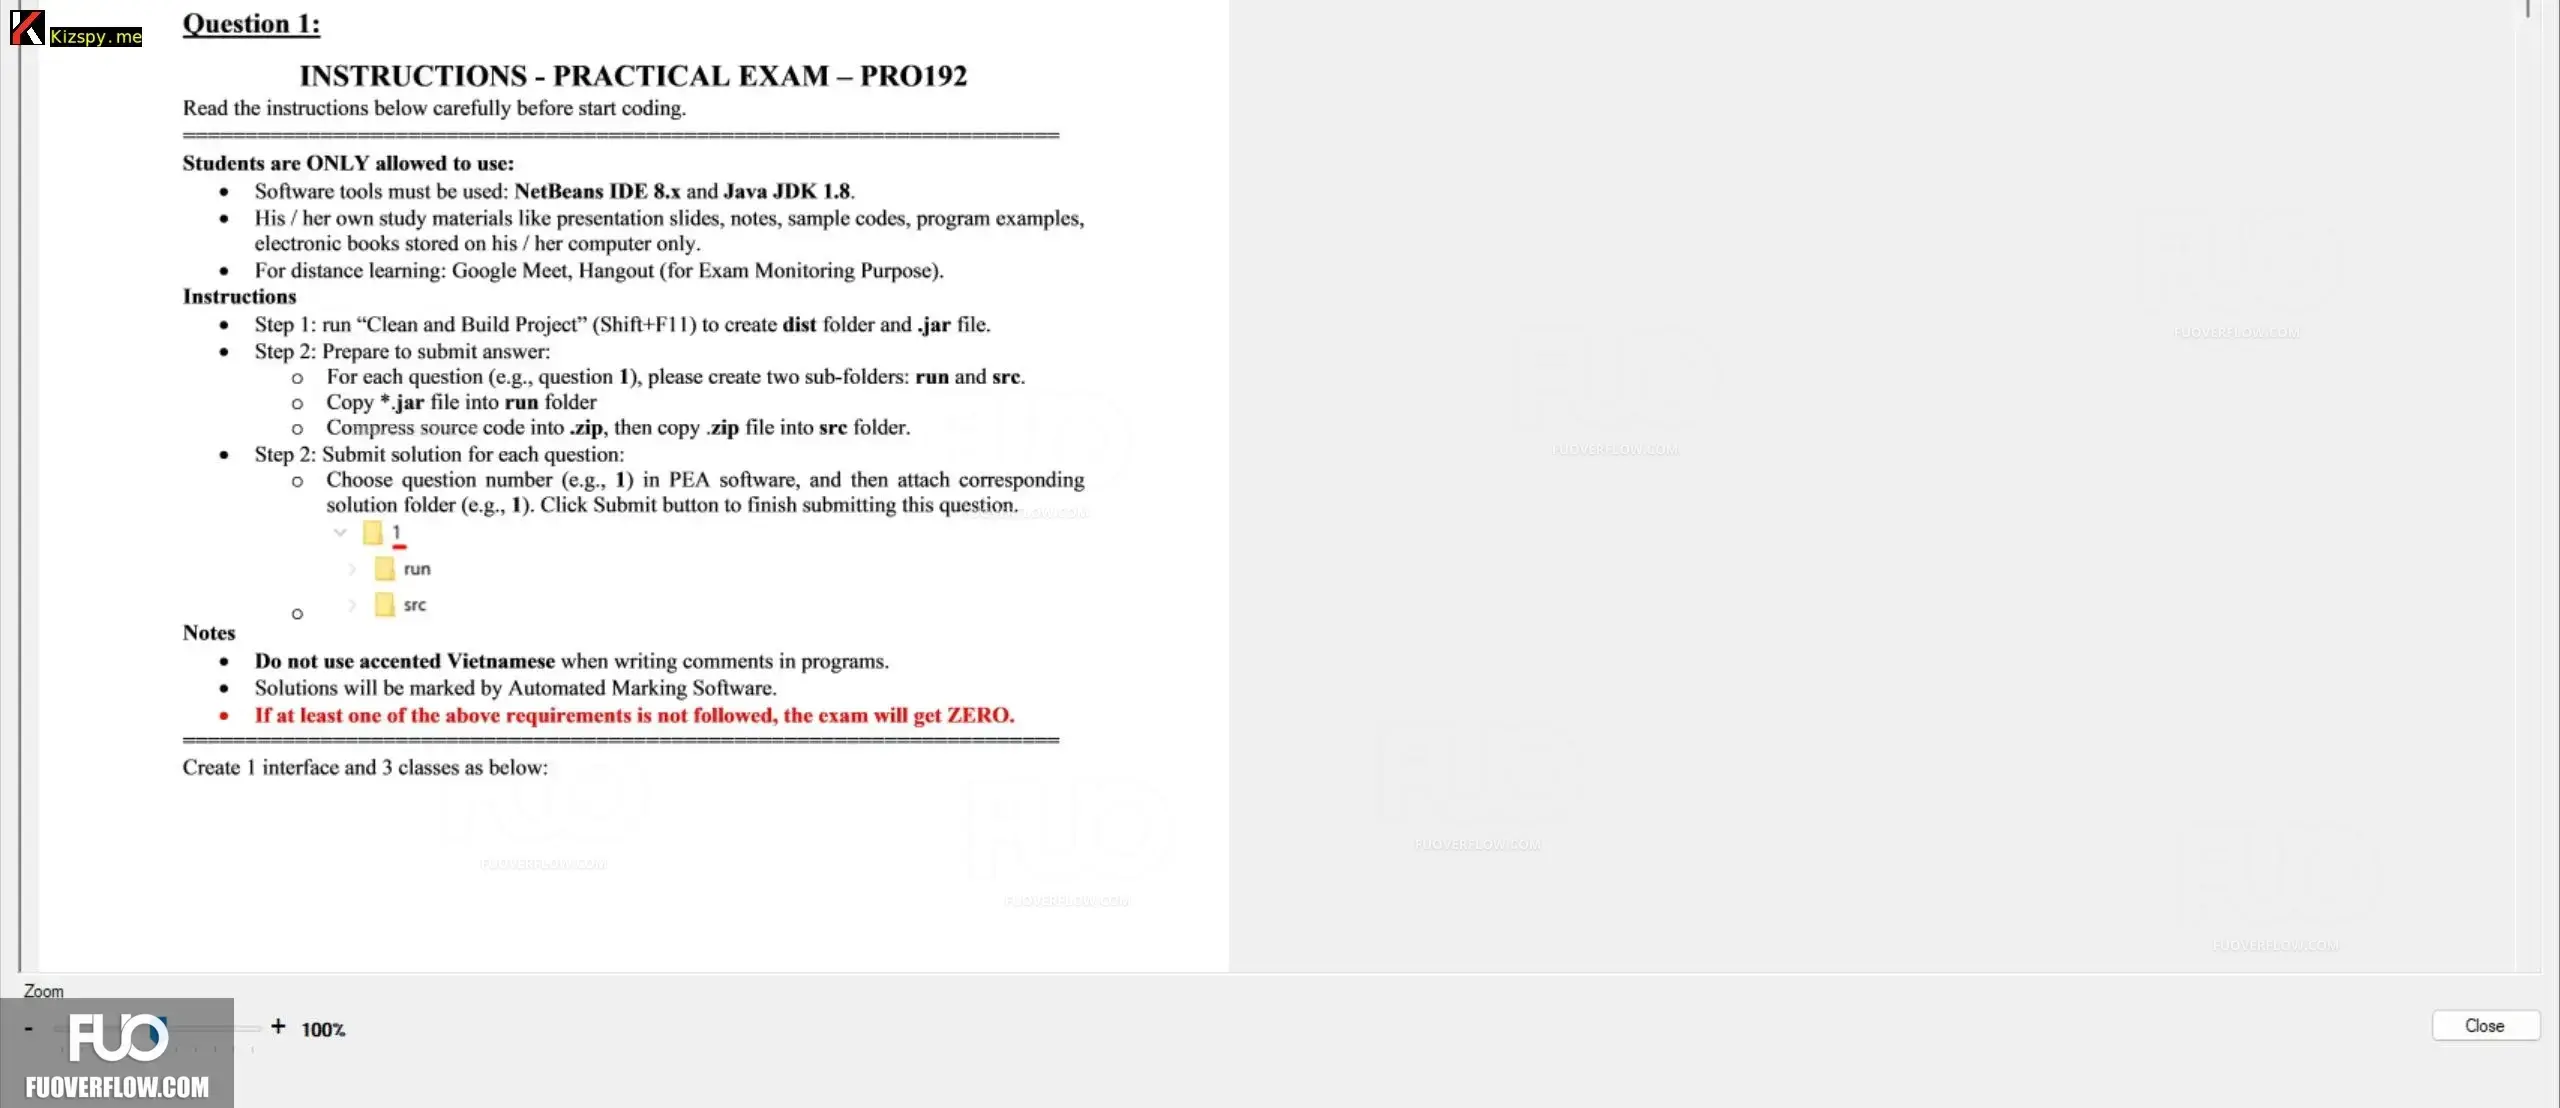 Kizspy.me
Question 1:
INSTRUCTIONS - PRACTICAL EXAM – PRO192
Read the instructions below carefully before start coding.
Students are ONLY allowed to use:
• Software tools must be used: NetBeans IDE 8.x and Java JDK 1.8.
• His / her own study materials like presentation slides, notes, sample codes, program examples,
electronic books stored on his / her computer only.
• For distance learning: Google Meet, Hangout (for Exam Monitoring Purpose).
Instructions
• Step 1: run “Clean and Build Project” (Shift+F11) to create dist folder and .jar file.
• Step 2: Prepare to submit answer:
o For each question (e.g., question 1), please create two sub-folders: run and src.
o Copy *.jar file into run folder
o Compress source code into .zip, then copy .zip file into src folder.
• Step 2: Submit solution for each question:
o Choose question number (e.g., 1) in PEA software, and then attach corresponding
solution folder (e.g., 1). Click Submit button to finish submitting this question.
1
run
o src
Notes
• Do not use accented Vietnamese when writing comments in programs.
• Solutions will be marked by Automated Marking Software.
• If at least one of the above requirements is not followed, the exam will get ZERO.
Create 1 interface and 3 classes as below:
FUOVERFLOW.COM
FUOVERFLOW.COM
FUOVERFLOW.COM
FUOVERFLOW.COM
FUOVERFLOW.COM
FUOVERFLOW.COM
Zoom
- + 100%
Close
FUO
FUOVERFLOW.COM